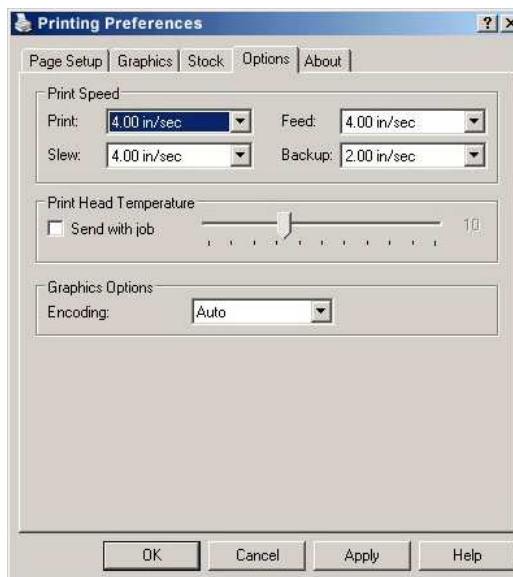 Printing Preferences
Page Setup Graphics Stock Options About
Print Speed
Print: 4.00 in/sec Feed: 4.00 in/sec
Slew: 4.00 in/sec Backup: 2.00 in/sec
Print Head Temperature
Send with job 10
Graphics Options
Encoding: Auto
OK Cancel Apply Help